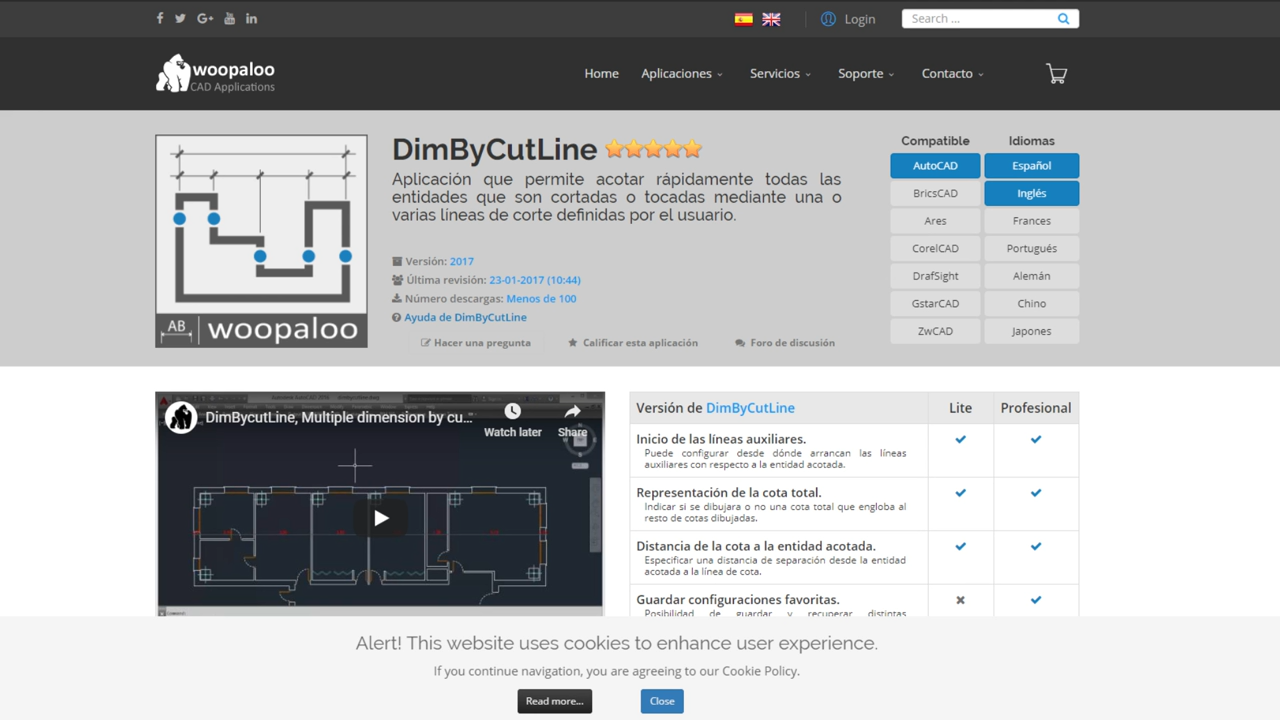 Login
Search ...
woopaloo
CAD Applications
Home
Aplicaciones
Servicios
Soporte
Contacto
AB
woopaloo
DimByCutLine
Aplicación que permite acotar rápidamente todas las
entidades que son cortadas o tocadas mediante una o
varias líneas de corte definidas por el usuario.
Versión: 2017
Última revisión: 23-01-2017 (10:44)
Número descargas: Menos de 100
Ayuda de DimByCutLine
Hacer una pregunta
Calificar esta aplicación
Foro de discusión
Compatible
Idiomas
AutoCAD
Español
BricsCAD
Inglés
Ares
Frances
CorelCAD
Portugués
DrafSight
Alemán
GstarCAD
Chino
ZwCAD
Japones
DimBycutLine, Multiple dimension by cu...
Watch later
Share
Versión de DimByCutLine
Lite
Profesional
Inicio de las líneas auxiliares.
Puede configurar desde dónde arrancan las líneas
auxiliares con respecto a la entidad acotada.
Representación de la cota total.
Indicar si se dibujara o no una cota total que engloba al
resto de cotas dibujadas.
Distancia de la cota a la entidad acotada.
Especificar una distancia de separación desde la entidad
acotada a la línea de cota.
Guardar configuraciones favoritas.
Posibilidad de guardar y recuperar distintas
Alert! This website uses cookies to enhance user experience.
If you continue navigation, you are agreeing to our Cookie Policy.
Read more...
Close